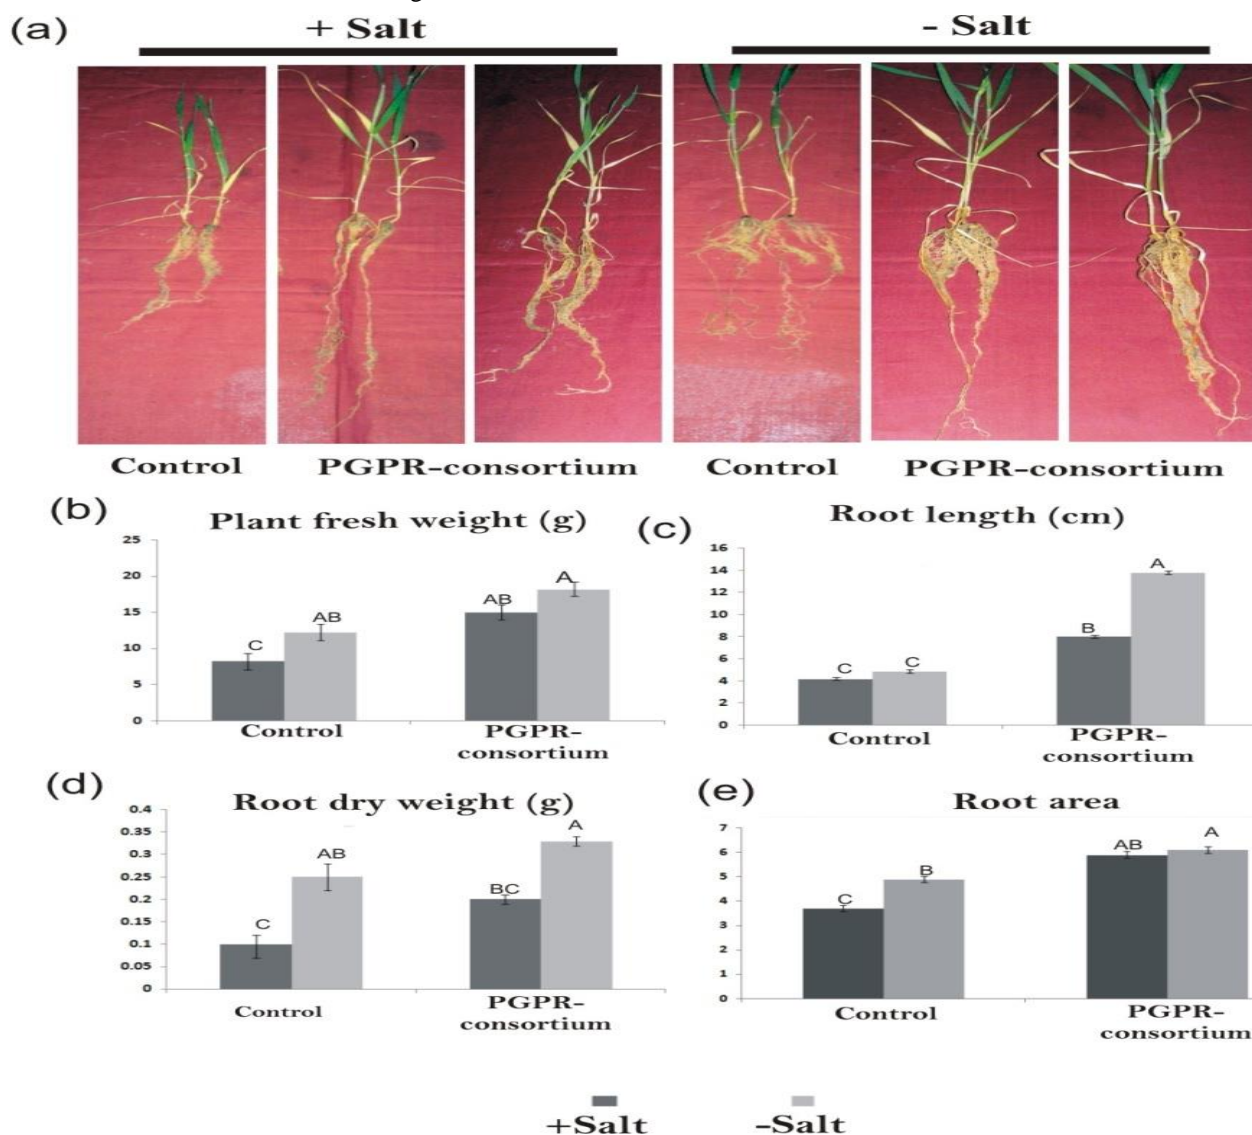 (a)
+ Salt
- Salt
Control
PGPR-consortium
Control
PGPR-consortium
(b)
Plant fresh weight (g)
25
20
15
10
5
0
C
AB
AB
A
Control
PGPR-
consortium
(c)
Root length (cm)
16
14
12
10
8
6
4
2
0
C
C
B
A
Control
PGPR-
consortium
(d)
Root dry weight (g)
0.4
0.35
0.3
0.25
0.2
0.15
0.1
0.05
0
C
AB
BC
A
Control
PGPR-
consortium
(e)
Root area
7
6
5
4
3
2
1
0
C
B
AB
A
Control
PGPR-
consortium
+Salt
-Salt